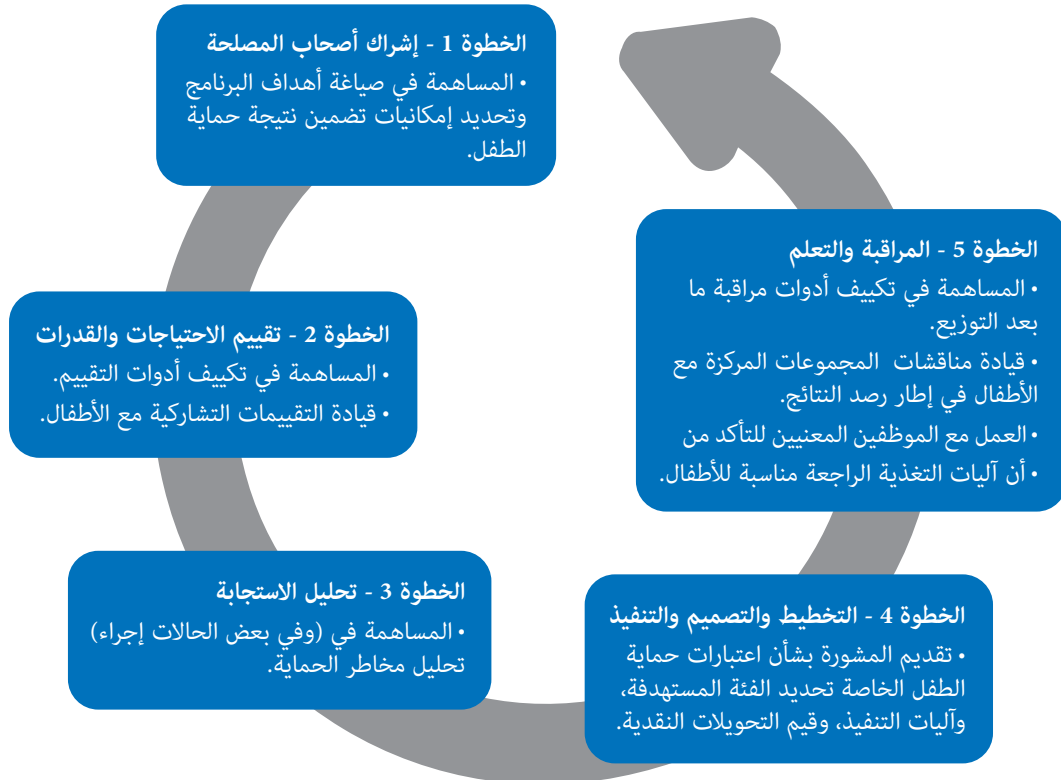 الخطوة 1 - إشراك أصحاب المصلحة
• المساهمة في صياغة أهداف البرنامج
وتحديد إمكانيات تضمين نتيجة حماية
الطفل.
الخطوة 2 - تقييم الاحتياجات والقدرات
• المساهمة في تكييف أدوات التقييم.
• قيادة التقييمات التشاركية مع الأطفال.
الخطوة 3 - تحليل الاستجابة
• المساهمة في (وفي بعض الحالات إجراء)
تحليل مخاطر الحماية.
الخطوة 4 - التخطيط والتصميم والتنفيذ
• تقديم المشورة بشأن اعتبارات حماية
الطفل الخاصة تحديد الفئة المستهدفة،
وآليات التنفيذ، وقيم التحويلات النقدية.
الخطوة 5 - المراقبة والتعلم
• المساهمة في تكييف أدوات مراقبة ما
بعد التوزيع.
• قيادة مناقشات المجموعات المركزة مع
الأطفال في إطار رصد النتائج.
• العمل مع الموظفين المعنيين للتأكد من
• أن آليات التغذية الراجعة مناسبة للأطفال.